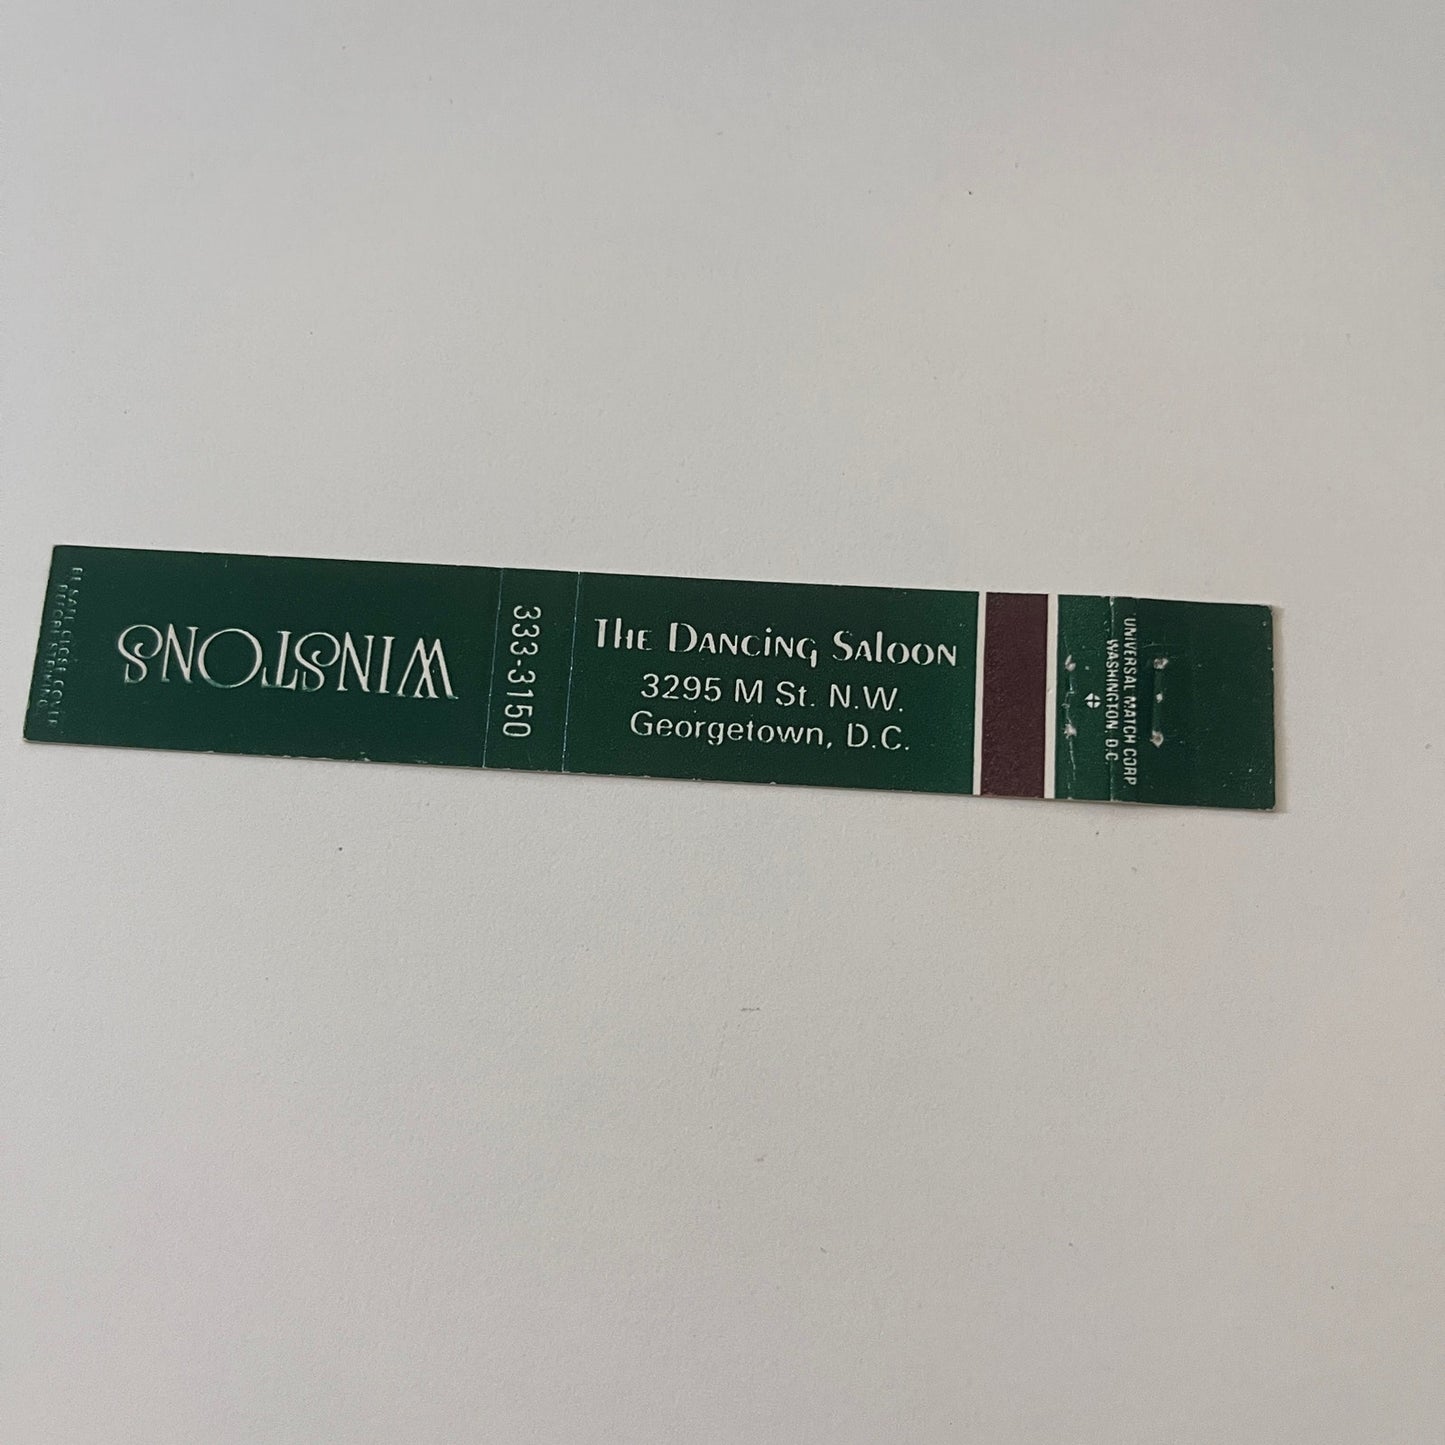 WINSTONS
333-3150
The Dancing Saloon
3295 M St. N.W.
Georgetown, D.C.
UNIVERSAL MATCH CORP
WASHINGTON, D.C.